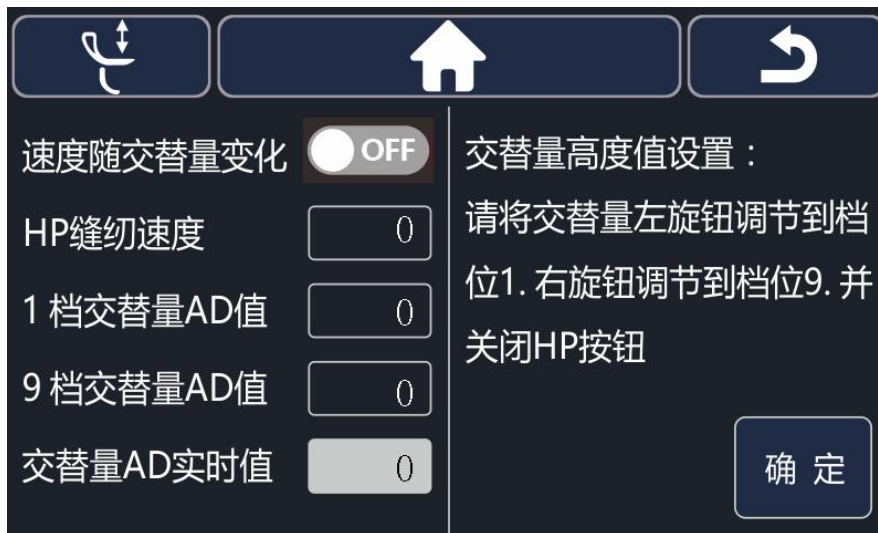 速度随交替量变化 OFF
HP缝纫速度 0
1 档交替量AD值 0
9 档交替量AD值 0
交替量AD实时值 0
交替量高度值设置：
请将交替量左旋钮调节到档
位1. 右旋钮调节到档位9. 并
关闭HP按钮
确 定